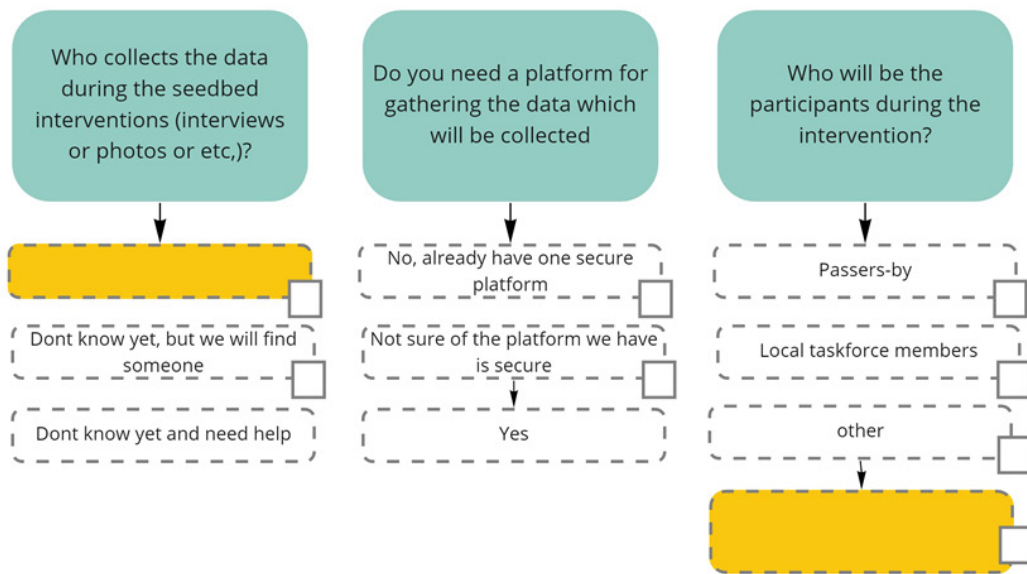 Who collects the data
during the seedbed
interventions (interviews
or photos or etc,)?
Dont know yet, but we will find
someone
Dont know yet and need help
Do you need a platform for
gathering the data which
will be collected
No, already have one secure
platform
Not sure of the platform we have
is secure
Yes
Who will be the
participants during the
intervention?
Passers-by
Local taskforce members
other